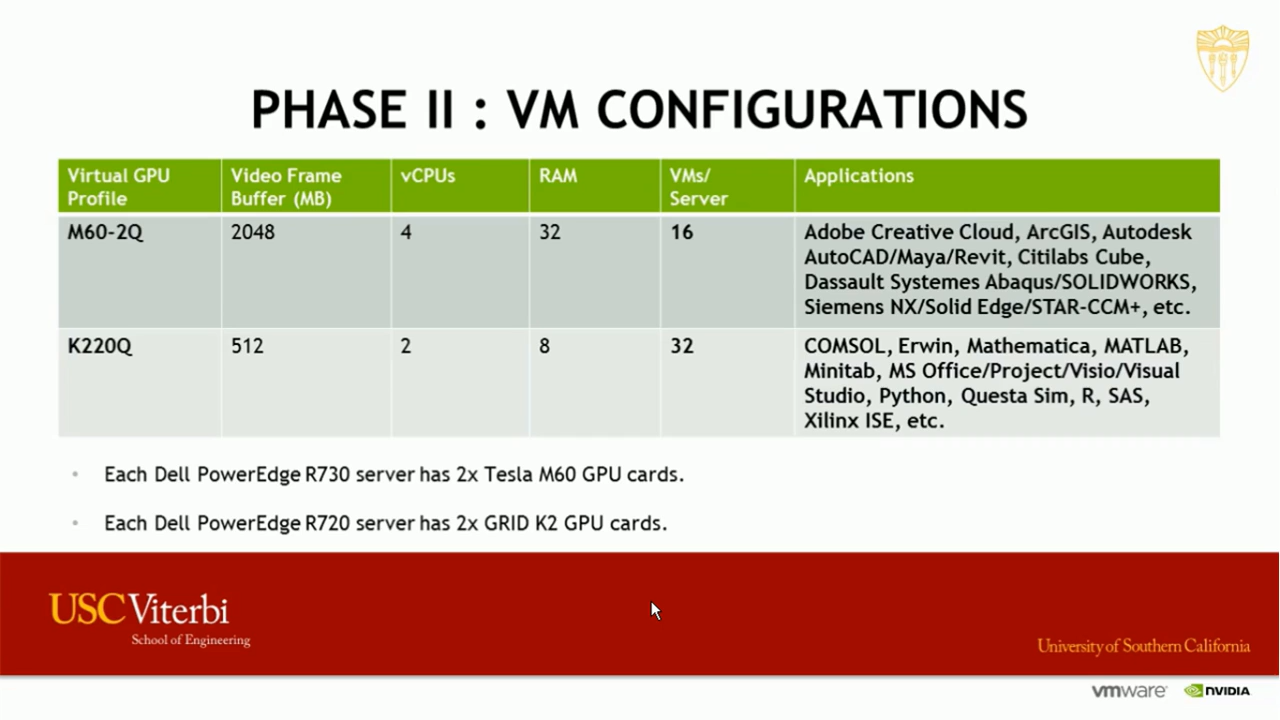 PHASE II : VM CONFIGURATIONS
Virtual GPU
Profile
Video Frame
Buffer (MB)
vCPUs
RAM
VMs/
Server
Applications
M60-2Q
2048
4
32
16
Adobe Creative Cloud, ArcGIS, Autodesk
AutoCAD/Maya/Revit, Citilabs Cube,
Dassault Systemes Abaqus/SOLIDWORKS,
Siemens NX/Solid Edge/STAR-CCM+, etc.
K220Q
512
2
8
32
COMSOL, Erwin, Mathematica, MATLAB,
Minitab, MS Office/Project/Visio/Visual
Studio, Python, Questa Sim, R, SAS,
Xilinx ISE, etc.
• Each Dell PowerEdge R730 server has 2x Tesla M60 GPU cards.
• Each Dell PowerEdge R720 server has 2x GRID K2 GPU cards.
USC Viterbi
School of Engineering
University of Southern California
vmware
NVIDIA